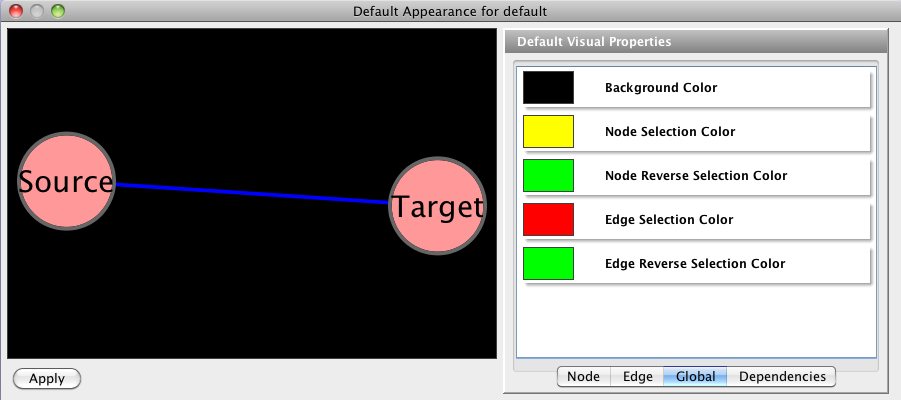 Default Appearance for default
Default Visual Properties
Source
Target
Background Color
Node Selection Color
Node Reverse Selection Color
Edge Selection Color
Edge Reverse Selection Color
Apply
Node Edge Global Dependencies